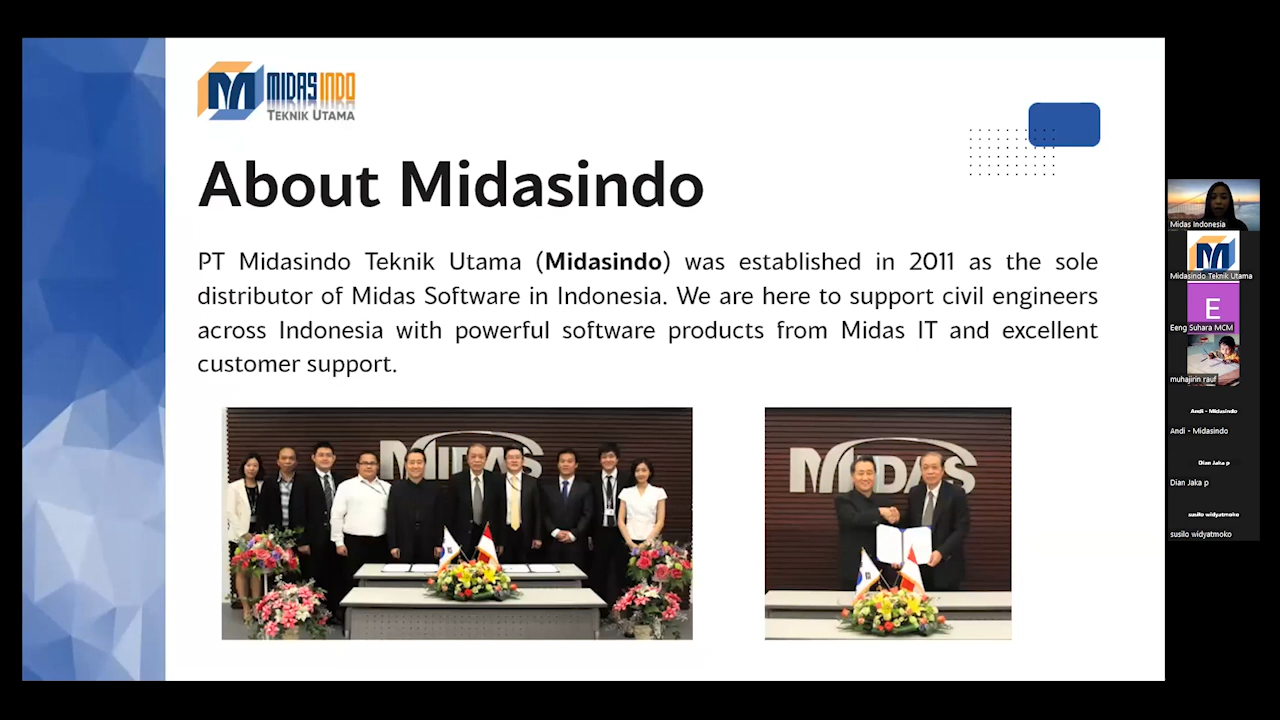 MIDASINDO
TEKNIK UTAMA
About Midasindo
PT Midasindo Teknik Utama (Midasindo) was established in 2011 as the sole
distributor of Midas Software in Indonesia. We are here to support civil engineers
across Indonesia with powerful software products from Midas IT and excellent
customer support.
MIDAS
MIDAS
Midas Indonesia
Midasindo Teknik Utama
E
Eeng Suhara MCM
muhajirin rauf
Andi - Midasindo
Andi - Midasindo
Dian Jaka p
Dian Jaka p
susilo widyatmoko
susilo widyatmoko